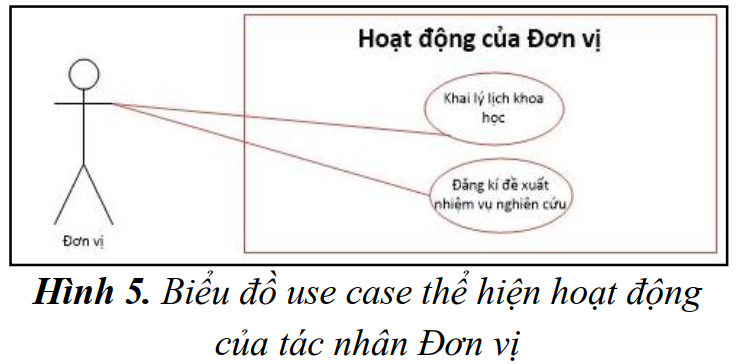 Hoạt động của Đơn vị
Khai lý lịch khoa
học
Đăng kí đề xuất
nhiệm vụ nghiên cứu
Đơn vị
Hình 5. Biểu đồ use case thể hiện hoạt động
của tác nhân Đơn vị